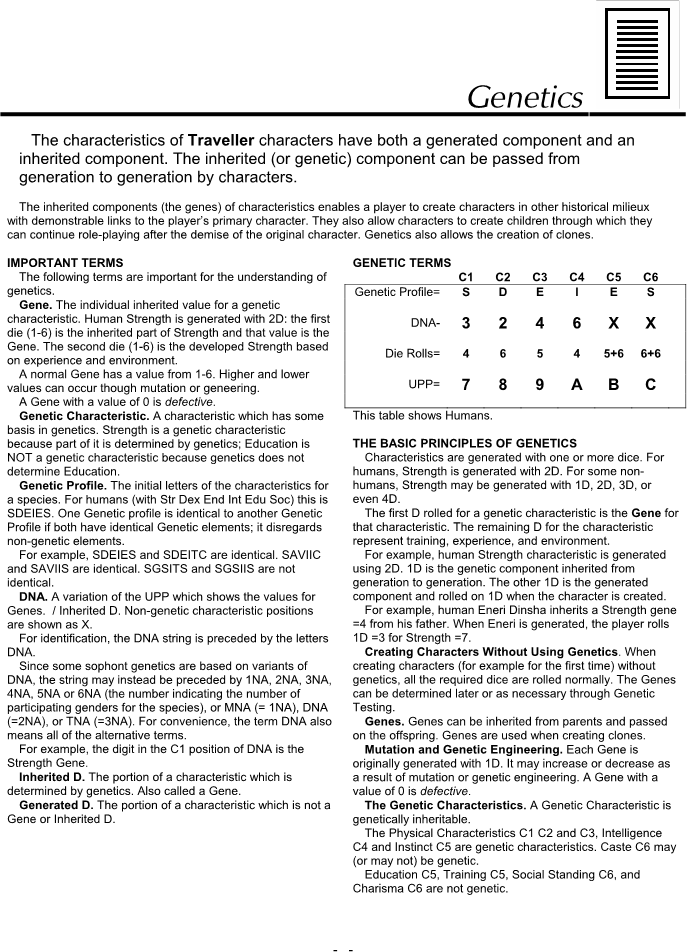 Genetics
The characteristics of Traveller characters have both a generated component and an
inherited component. The inherited (or genetic) component can be passed from
generation to generation by characters.
The inherited components (the genes) of characteristics enables a player to create characters in other historical milieux
with demonstrable links to the player's primary character. They also allow characters to create children through which they
can continue role-playing after the demise of the original character. Genetics also allows the creation of clones.
IMPORTANT TERMS
The following terms are important for the understanding of
genetics.
Gene. The individual inherited value for a genetic
characteristic. Human Strength is generated with 2D: the first
die (1-6) is the inherited part of Strength and that value is the
Gene. The second die (1-6) is the developed Strength based
on experience and environment.
A normal Gene has a value from 1-6. Higher and lower
values can occur though mutation or geneering.
A Gene with a value of 0 is defective.
Genetic Characteristic. A characteristic which has some
basis in genetics. Strength is a genetic characteristic
because part of it is determined by genetics; Education is
NOT a genetic characteristic because genetics does not
determine Education.
Genetic Profile. The initial letters of the characteristics for
a species. For humans (with Str Dex End Int Edu Soc) this is
SDEIES. One Genetic profile is identical to another Genetic
Profile if both have identical Genetic elements; it disregards
non-genetic elements.
For example, SDEIES and SDEITC are identical. SAVIIC
and SAVIIS are identical. SGSITS and SGSIIS are not
identical.
DNA. A variation of the UPP which shows the values for
Genes. / Inherited D. Non-genetic characteristic positions
are shown as X.
For identification, the DNA string is preceded by the letters
DNA.
Since some sophont genetics are based on variants of
DNA, the string may instead be preceded by 1NA, 2NA, 3NA,
4NA, 5NA or 6NA (the number indicating the number of
participating genders for the species), or MNA (= 1NA), DNA
(=2NA), or TNA (=3NA). For convenience, the term DNA also
means all of the alternative terms.
For example, the digit in the C1 position of DNA is the
Strength Gene.
Inherited D. The portion of a characteristic which is
determined by genetics. Also called a Gene.
Generated D. The portion of a characteristic which is not a
Gene or Inherited D.
GENETIC TERMS
C1 C2 C3 C4 C5 C6
Genetic Profile= S D E I E S
DNA- 3 2 4 6 X X
Die Rolls= 4 6 5 4 5+6 6+6
UPP= 7 8 9 A B C
This table shows Humans.
THE BASIC PRINCIPLES OF GENETICS
Characteristics are generated with one or more dice. For
humans, Strength is generated with 2D. For some non-
humans, Strength may be generated with 1D, 2D, 3D, or
even 4D.
The first D rolled for a genetic characteristic is the Gene for
that characteristic. The remaining D for the characteristic
represent training, experience, and environment.
For example, human Strength characteristic is generated
using 2D. 1D is the genetic component inherited from
generation to generation. The other 1D is the generated
component and rolled on 1D when the character is created.
For example, human Eneri Dinsha inherits a Strength gene
=4 from his father. When Eneri is generated, the player rolls
1D =3 for Strength =7.
Creating Characters Without Using Genetics. When
creating characters (for example for the first time) without
genetics, all the required dice are rolled normally. The Genes
can be determined later or as necessary through Genetic
Testing.
Genes. Genes can be inherited from parents and passed
on the offspring. Genes are used when creating clones.
Mutation and Genetic Engineering. Each Gene is
originally generated with 1D. It may increase or decrease as
a result of mutation or genetic engineering. A Gene with a
value of 0 is defective.
The Genetic Characteristics. A Genetic Characteristic is
genetically inheritable.
The Physical Characteristics C1 C2 and C3, Intelligence
C4 and Instinct C5 are genetic characteristics. Caste C6 may
(or may not) be genetic.
Education C5, Training C5, Social Standing C6, and
Charisma C6 are not genetic.
- -